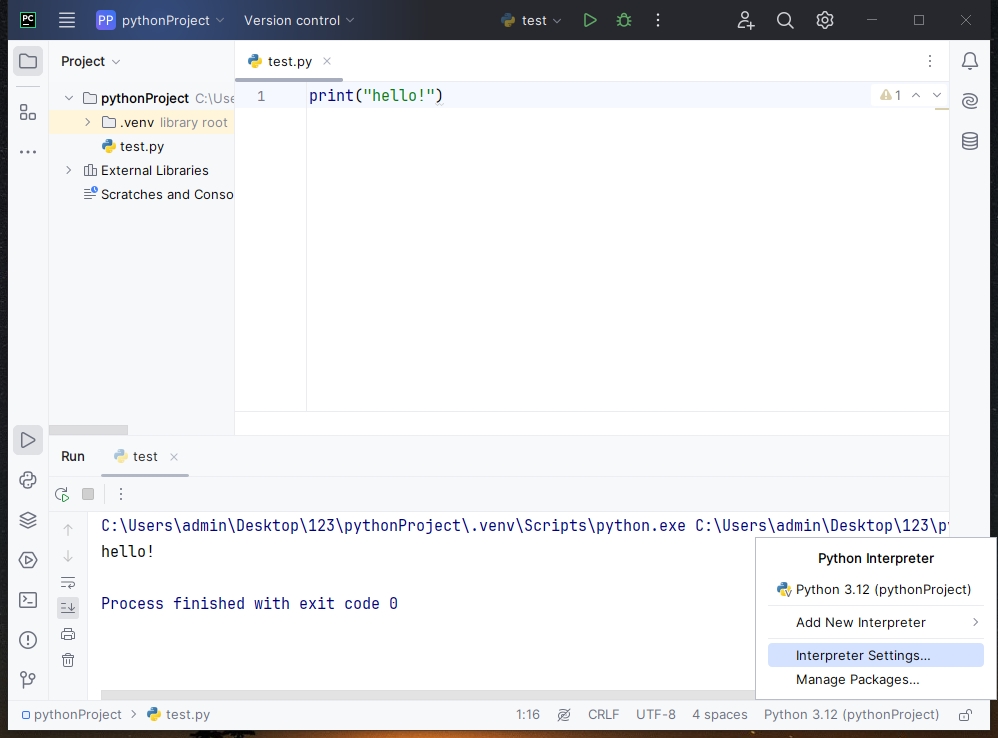 PC
PP pythonProject
Version control
test
Project
test.py
pythonProject C:\Use
1
print("hello!")
1
.venv library root
test.py
External Libraries
Scratches and Conso
Run
test
C:\Users\admin\Desktop\123\pythonProject\.venv\Scripts\python.exe C:\Users\admin\Desktop\123\py
hello!
Process finished with exit code 0
Python Interpreter
Python 3.12 (pythonProject)
Add New Interpreter
Interpreter Settings...
Manage Packages...
pythonProject
test.py
1:16
CRLF
UTF-8
4 spaces
Python 3.12 (pythonProject)